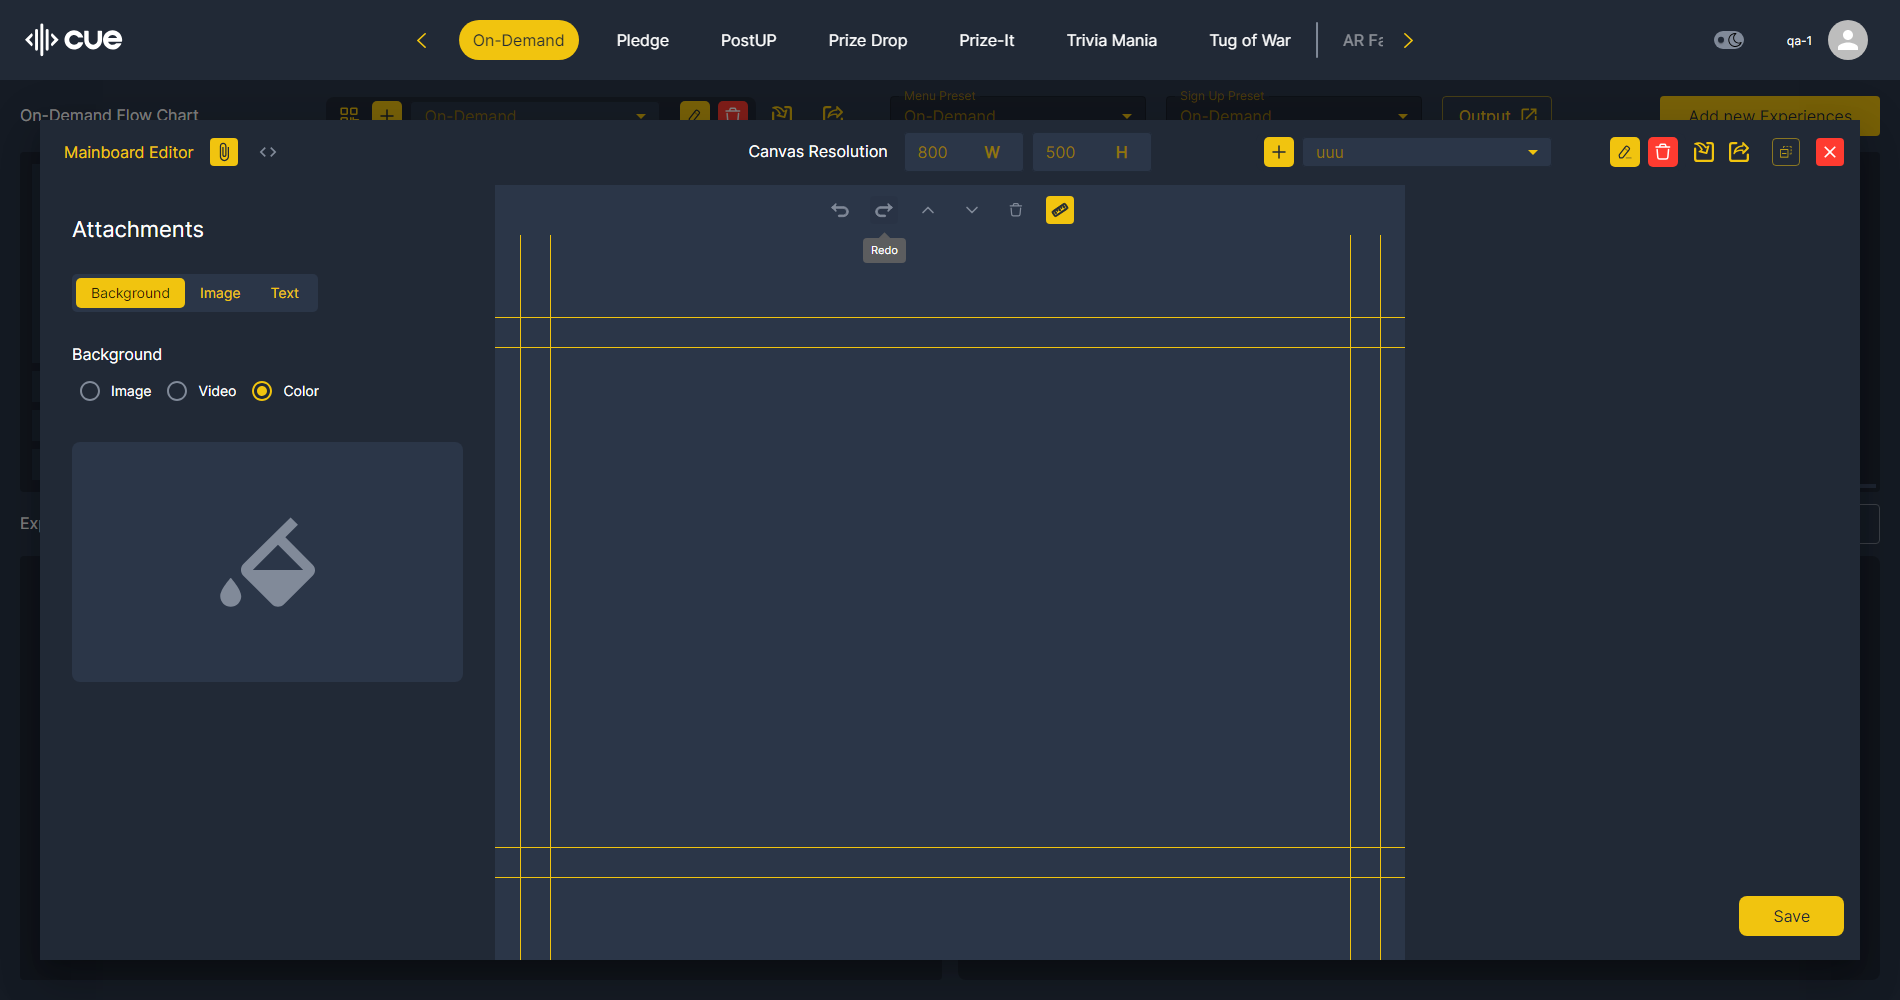 cue
On-Demand
Pledge
PostUP
Prize Drop
Prize-It
Trivia Mania
Tug of War
AR Fa
qa-1
On-Demand Flow Chart
On-Demand
Menu Preset
On-Demand
Sign Up Preset
On-Demand
Output
Add new Experiences
Mainboard Editor
Canvas Resolution
800 W
500 H
uuu
Attachments
Redo
Background
Image
Text
Background
Image
Video
Color
Exp
Save